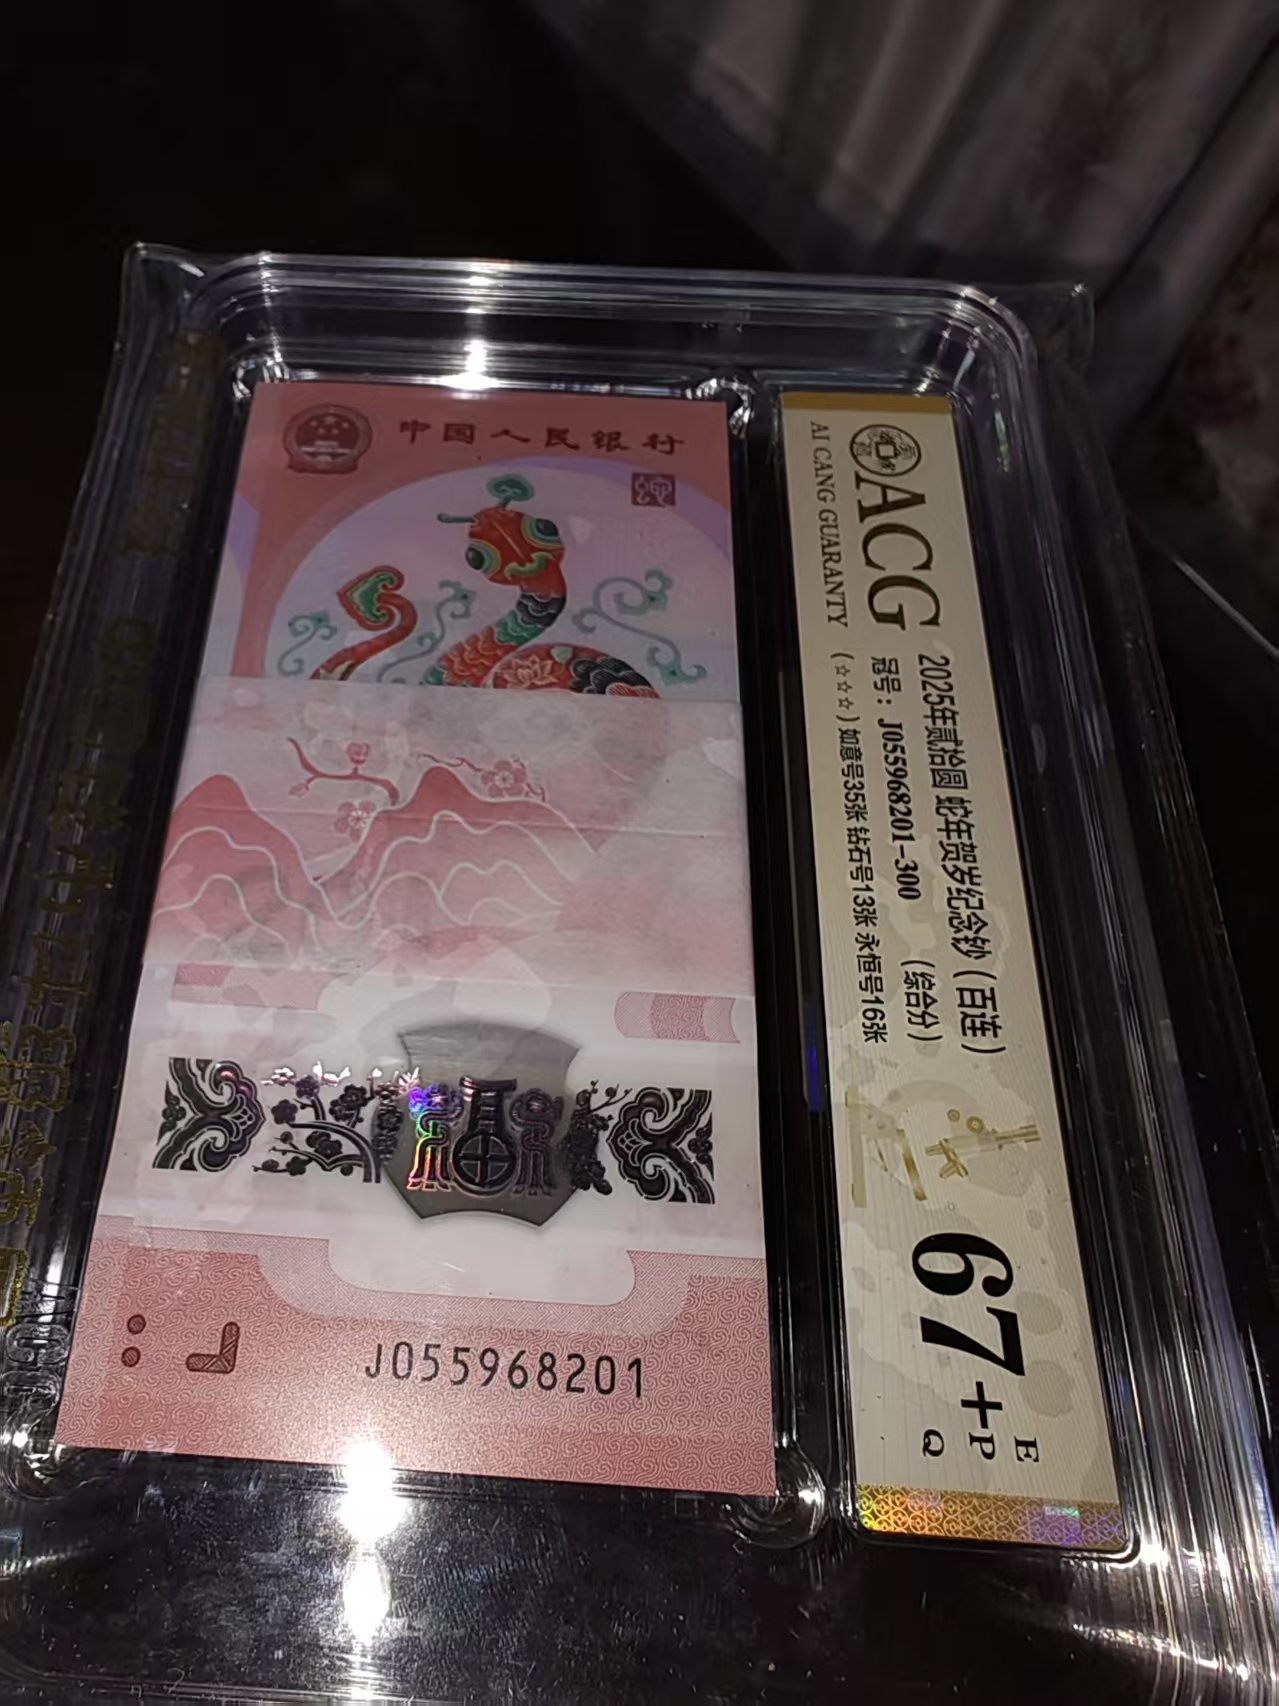 中国人民银行
蛇
J055968201
ACG
AI CANG GUARANTY
2025年贰拾圆 蛇年贺岁纪念钞（百连）
冠号：J055968201-300 （综合分）
（☆☆☆）如意号35张 钻石号13张 永恒号16张
67+
E
P
Q